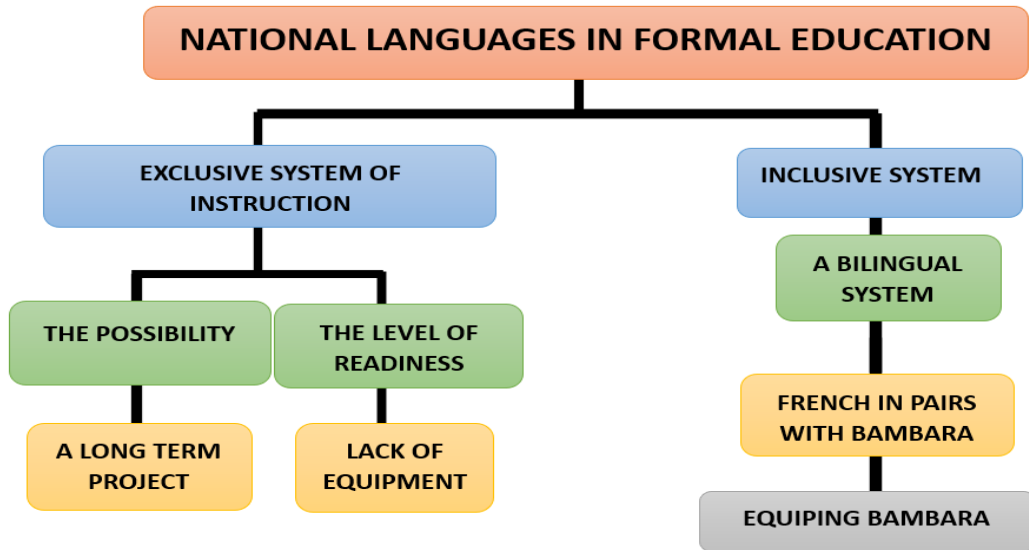 NATIONAL LANGUAGES IN FORMAL EDUCATION
EXCLUSIVE SYSTEM OF
INSTRUCTION
INCLUSIVE SYSTEM
A BILINGUAL
SYSTEM
THE POSSIBILITY
THE LEVEL OF
READINESS
FRENCH IN PAIRS
WITH BAMBARA
A LONG TERM
PROJECT
LACK OF
EQUIPMENT
EQUIPING BAMBARA